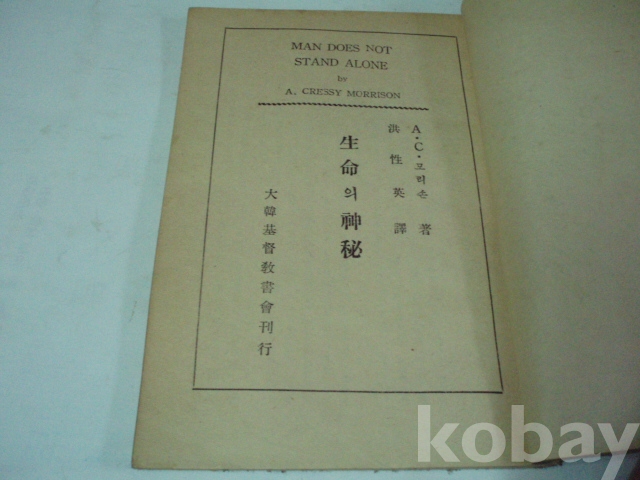 MAN DOES NOT
STAND ALONE
by
A. CRESSY MORRISON
A·C·모리손 著
洪性英 譯
生命의 神秘
大韓基督敎書會刊行
kobay